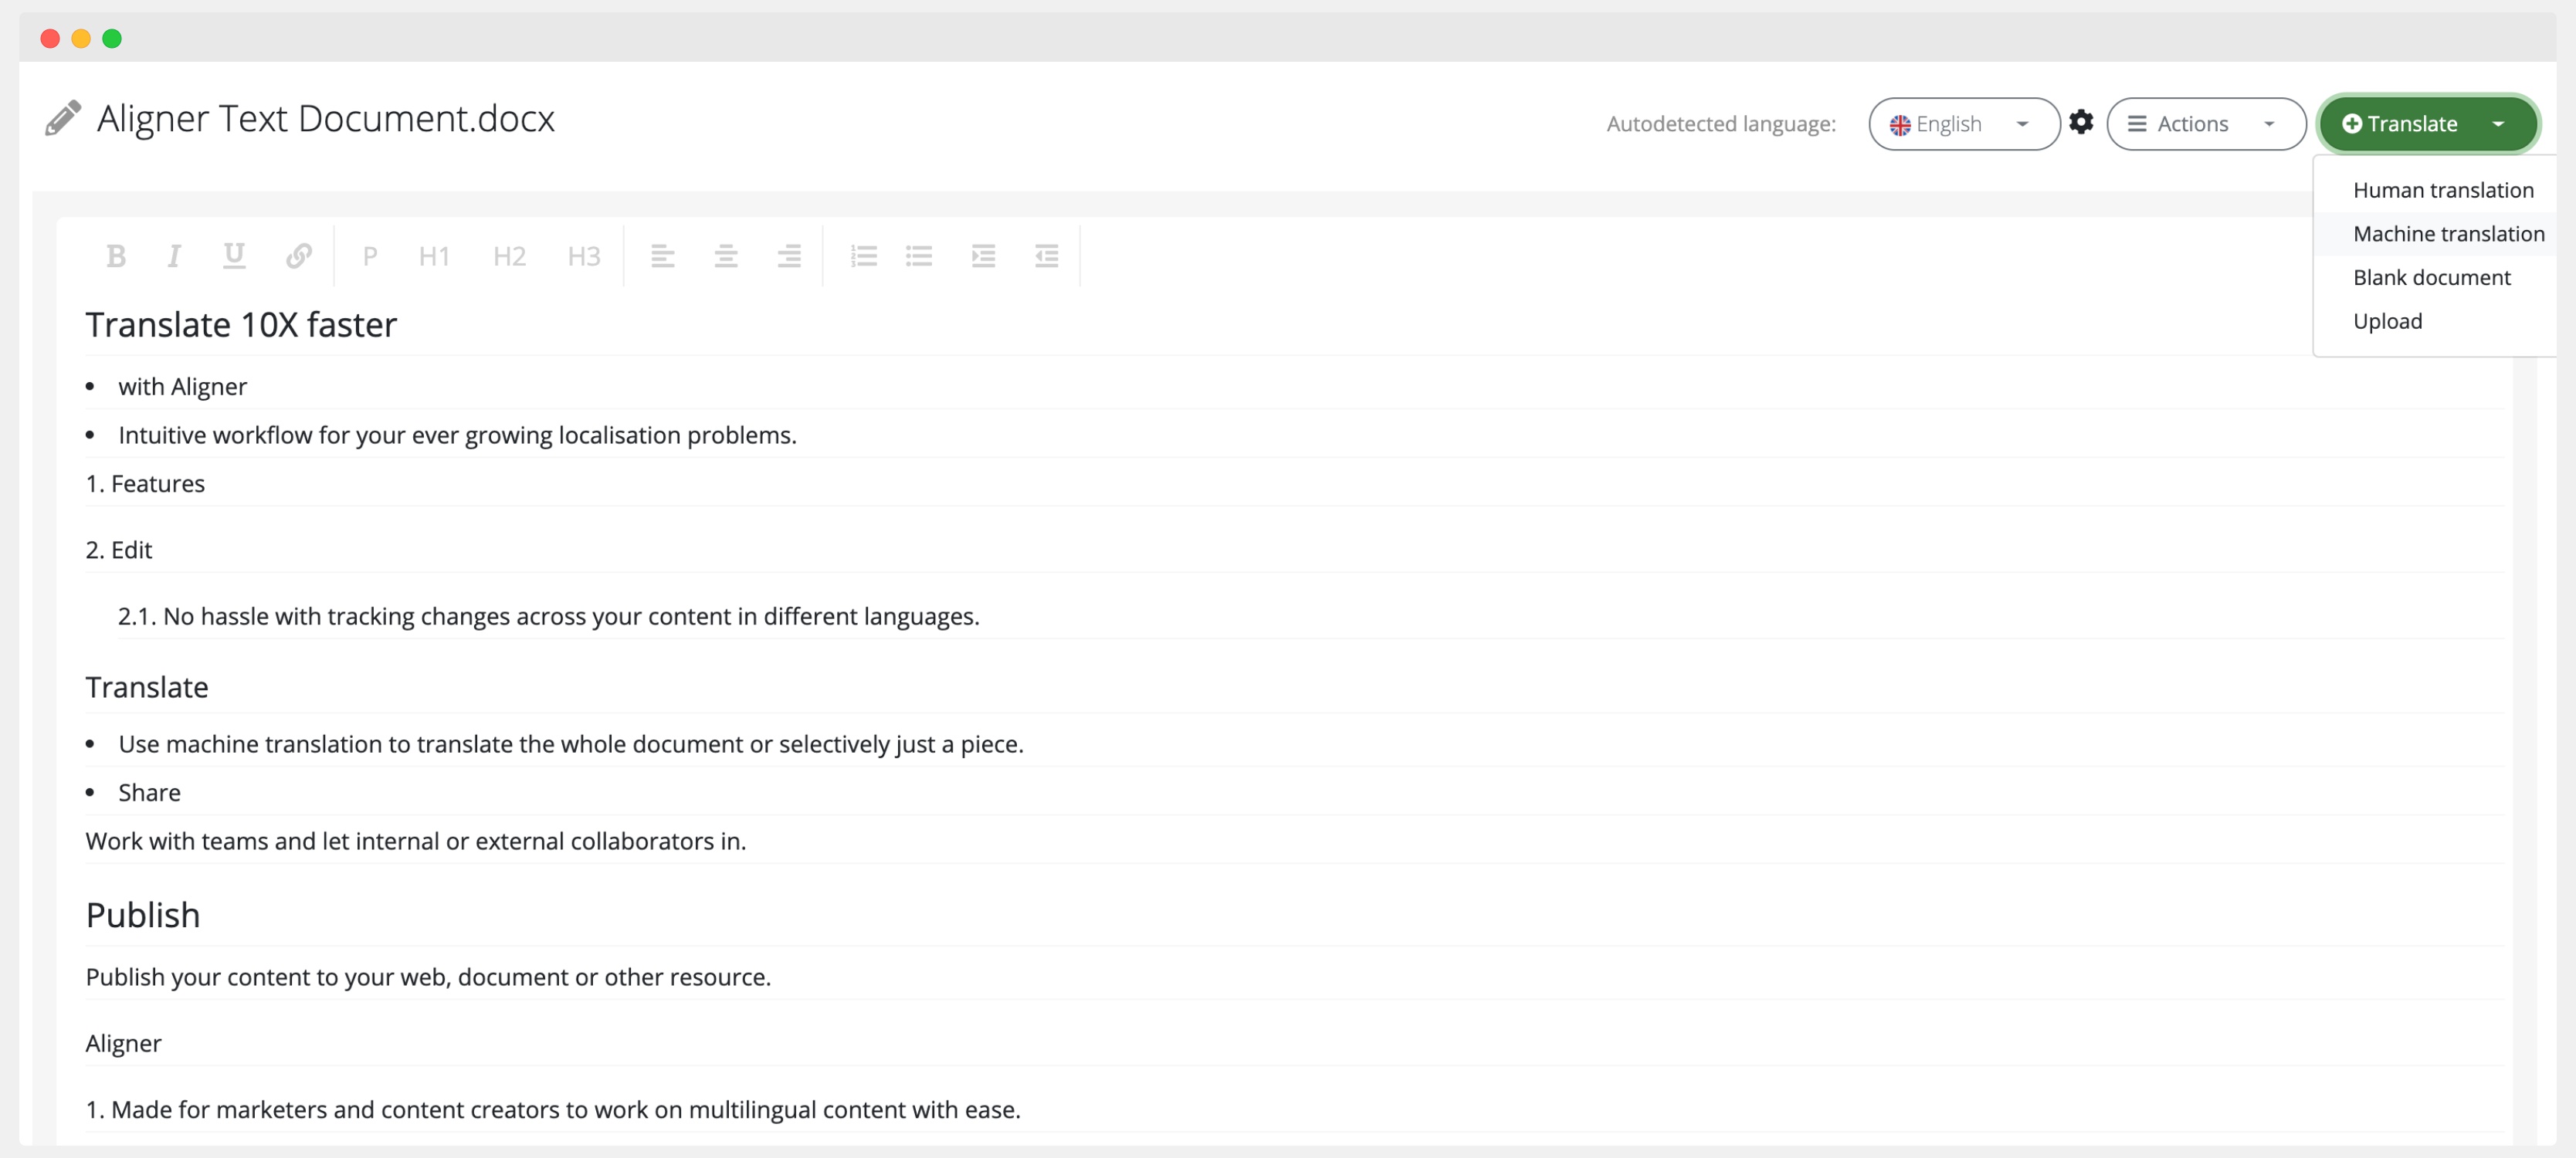 Aligner Text Document.docx
Autodetected language:
English
Actions
Translate
Human translation
Machine translation
Blank document
Upload
B I U P H1 H2 H3
Translate 10X faster
• with Aligner
• Intuitive workflow for your ever growing localisation problems.
1. Features
2. Edit
2.1. No hassle with tracking changes across your content in different languages.
Translate
• Use machine translation to translate the whole document or selectively just a piece.
• Share
Work with teams and let internal or external collaborators in.
Publish
Publish your content to your web, document or other resource.
Aligner
1. Made for marketers and content creators to work on multilingual content with ease.